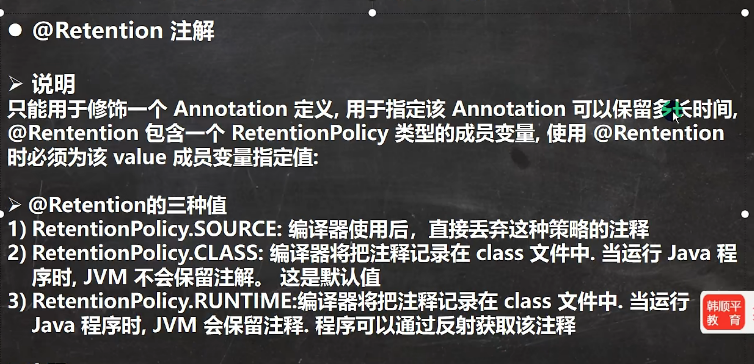 ● @Retention 注解
➢ 说明
只能用于修饰一个 Annotation 定义, 用于指定该 Annotation 可以保留多长时间,
@Rentention 包含一个 RetentionPolicy 类型的成员变量, 使用 @Rentention
时必须为该 value 成员变量指定值:
➢ @Retention的三种值
1) RetentionPolicy.SOURCE: 编译器使用后，直接丢弃这种策略的注释
2) RetentionPolicy.CLASS: 编译器将把注释记录在 class 文件中. 当运行 Java 程
序时, JVM 不会保留注解。 这是默认值
3) RetentionPolicy.RUNTIME:编译器将把注释记录在 class 文件中. 当运行
Java 程序时, JVM 会保留注释. 程序可以通过反射获取该注释
韩顺平
教育